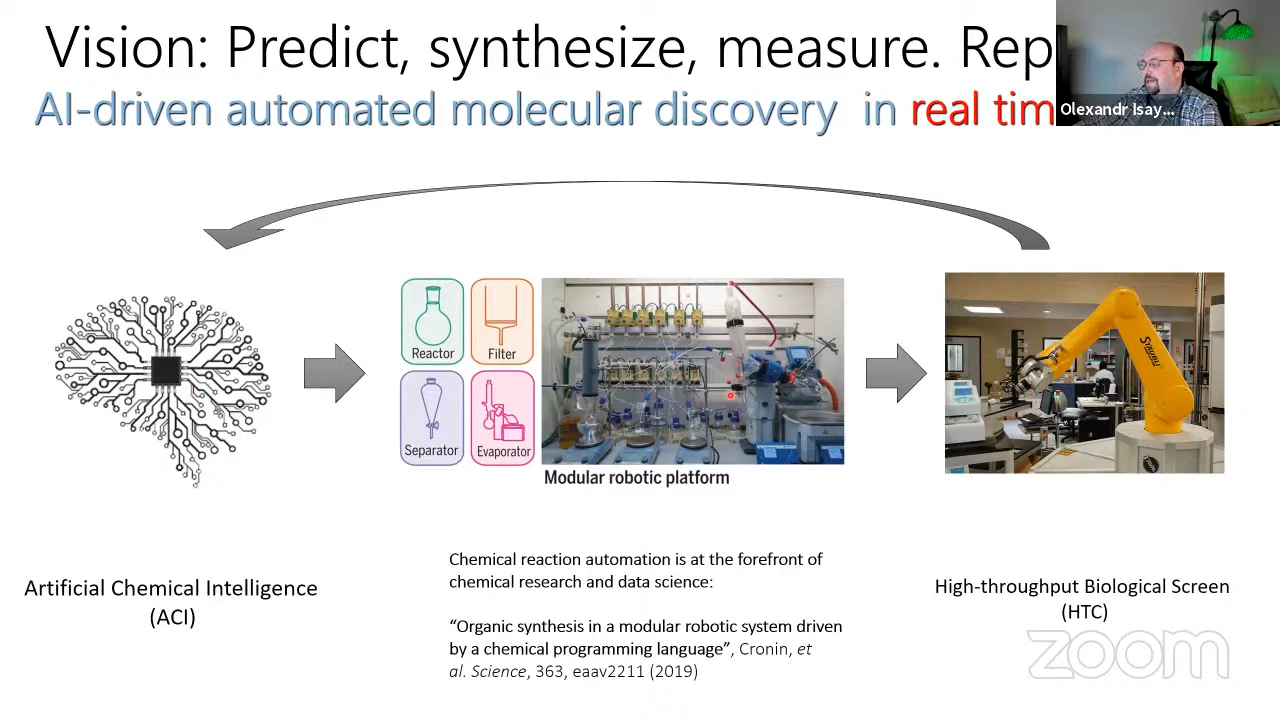 Vision: Predict, synthesize, measure. Rep
AI-driven automated molecular discovery in real tim
Olexandr Isay...
Reactor
Filter
Separator
Evaporator
Modular robotic platform
STÄUBLI
Chemical reaction automation is at the forefront of
chemical research and data science:
“Organic synthesis in a modular robotic system driven
by a chemical programming language”, Cronin, et
al. Science, 363, eaav2211 (2019)
Artificial Chemical Intelligence
(ACI)
High-throughput Biological Screen
(HTC)
zoom